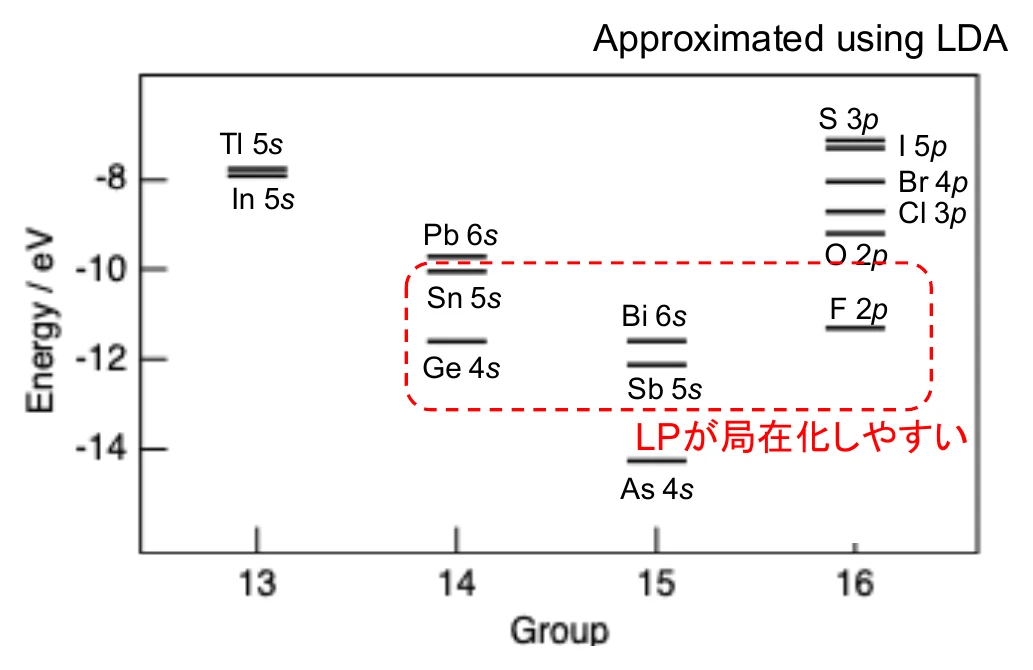 Approximated using LDA
Energy / eV
-8
-10
-12
-14
Tl 5s
In 5s
Pb 6s
Sn 5s
Ge 4s
Bi 6s
Sb 5s
As 4s
S 3p
I 5p
Br 4p
Cl 3p
O 2p
F 2p
LPが局在化しやすい
13
14
15
16
Group